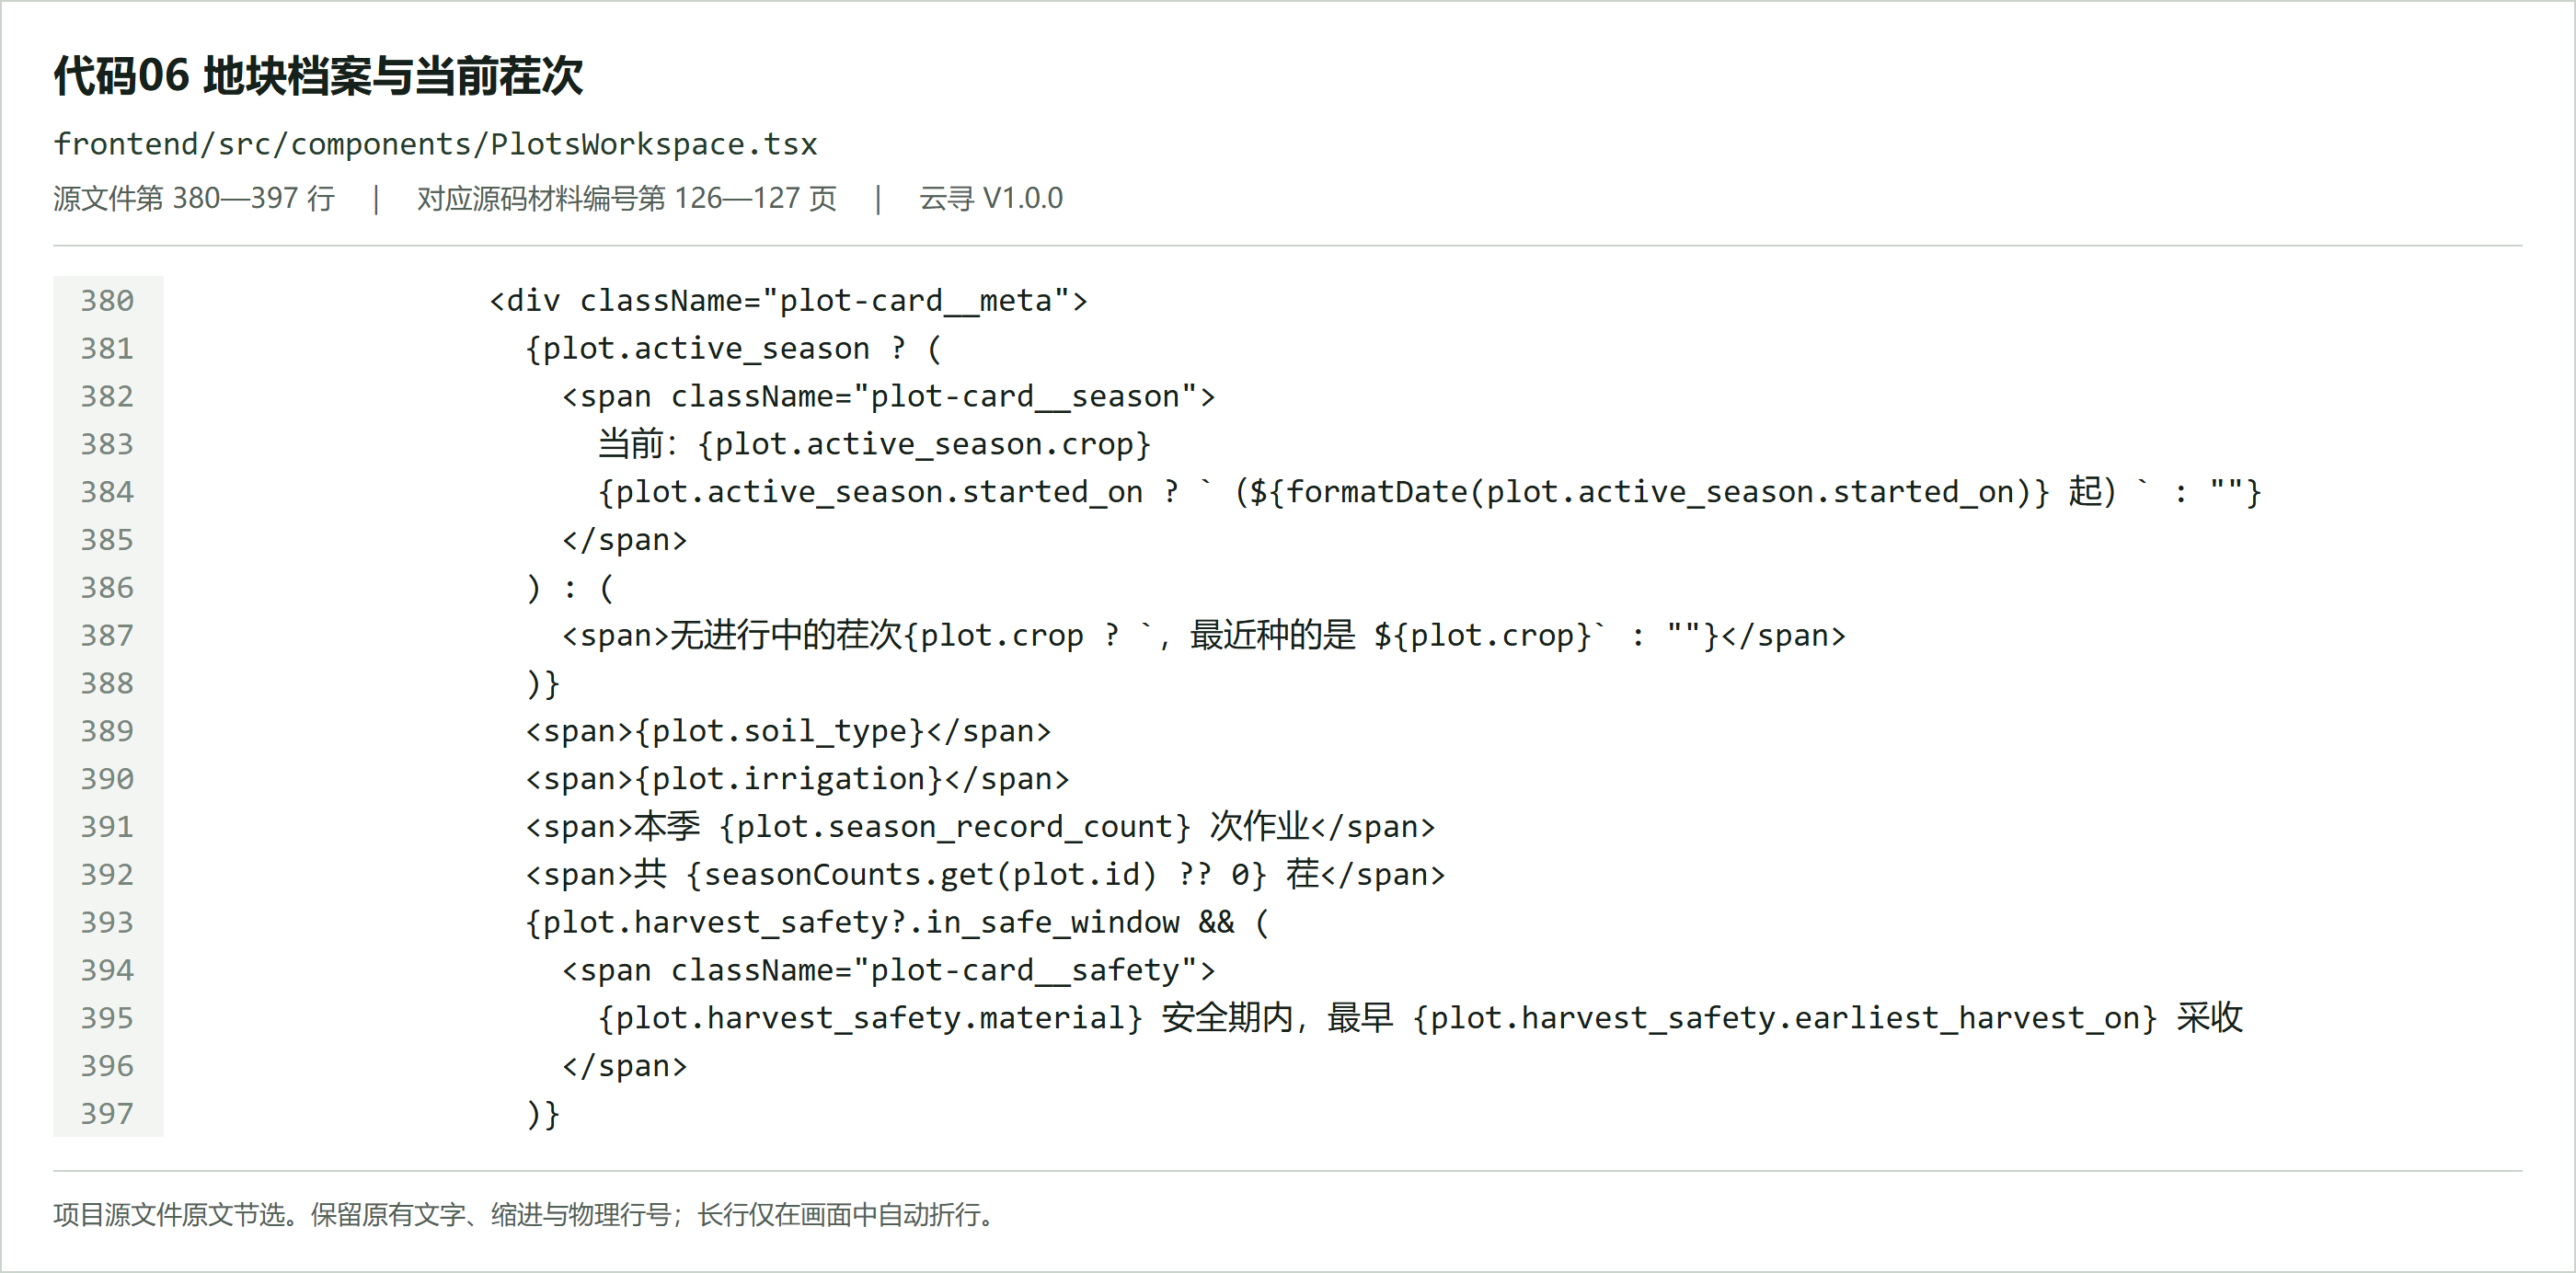 代码06 地块档案与当前茬次
frontend/src/components/PlotsWorkspace.tsx
源文件第 380—397 行 | 对应源码材料编号第 126—127 页 | 云寻 V1.0.0
380 <div className="plot-card__meta">
381 {plot.active_season ? (
382 <span className="plot-card__season">
383 当前：{plot.active_season.crop}
384 {plot.active_season.started_on ? `（${formatDate(plot.active_season.started_on)} 起）` : ""}
385 </span>
386 ) : (
387 <span>无进行中的茬次{plot.crop ? `，最近种的是 ${plot.crop}` : ""}</span>
388 )}
389 <span>{plot.soil_type}</span>
390 <span>{plot.irrigation}</span>
391 <span>本季 {plot.season_record_count} 次作业</span>
392 <span>共 {seasonCounts.get(plot.id) ?? 0} 茬</span>
393 {plot.harvest_safety?.in_safe_window && (
394 <span className="plot-card__safety">
395 {plot.harvest_safety.material} 安全期内，最早 {plot.harvest_safety.earliest_harvest_on} 采收
396 </span>
397 )}
项目源文件原文节选。保留原有文字、缩进与物理行号；长行仅在画面中自动折行。